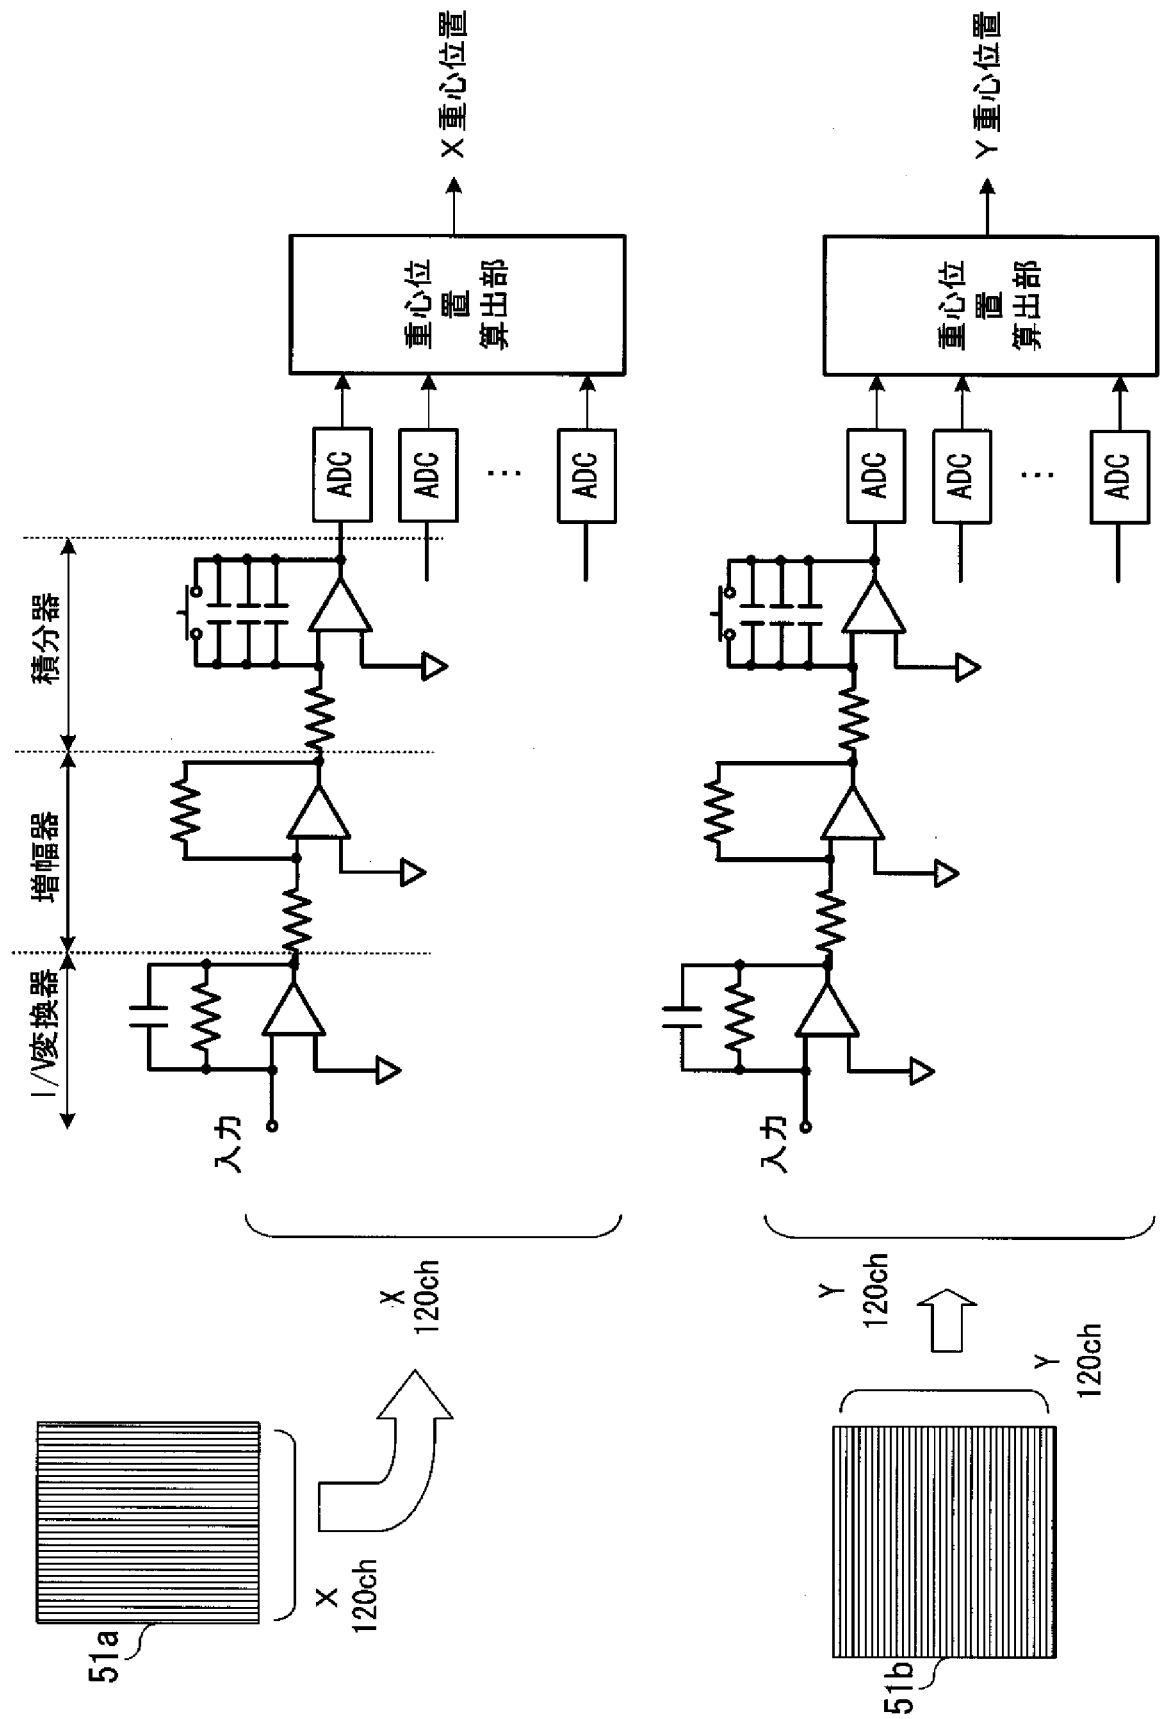 I/V変換器
増幅器
積分器
51a
X
120ch
X
120ch
入力
ADC
ADC
⋮
ADC
重心位
置
算出部
X 重心位置
51b
Y
120ch
Y
120ch
入力
ADC
ADC
⋮
ADC
重心位
置
算出部
Y 重心位置